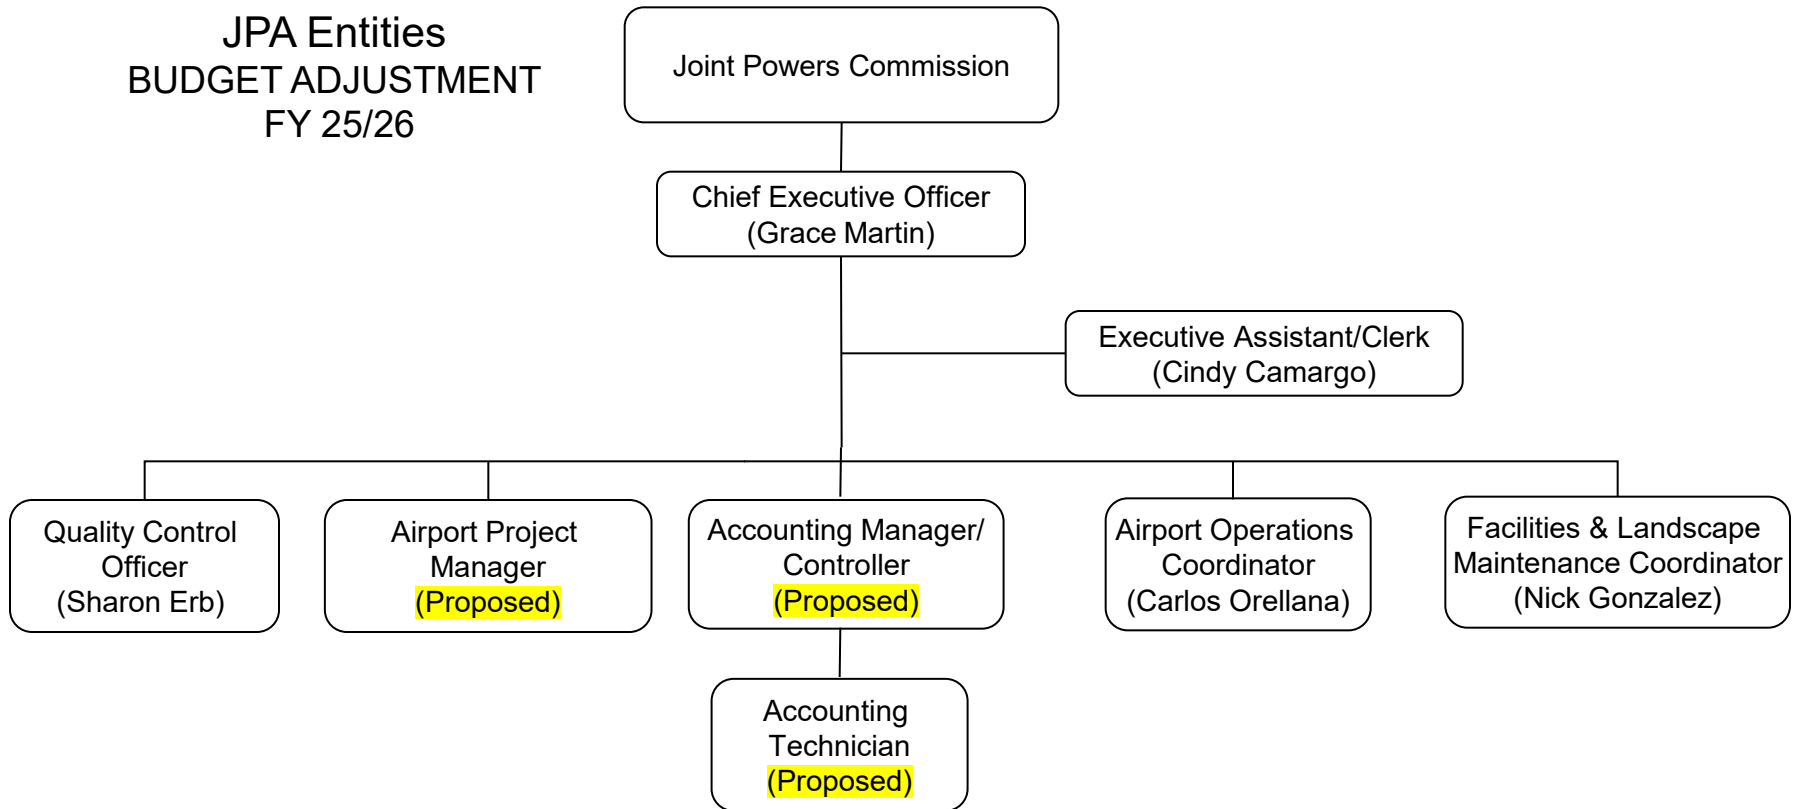 JPA Entities
BUDGET ADJUSTMENT
FY 25/26
Joint Powers Commission
Chief Executive Officer
(Grace Martin)
Executive Assistant/Clerk
(Cindy Camargo)
Quality Control
Officer
(Sharon Erb)
Airport Project
Manager
(Proposed)
Accounting Manager/
Controller
(Proposed)
Airport Operations
Coordinator
(Carlos Orellana)
Facilities & Landscape
Maintenance Coordinator
(Nick Gonzalez)
Accounting
Technician
(Proposed)